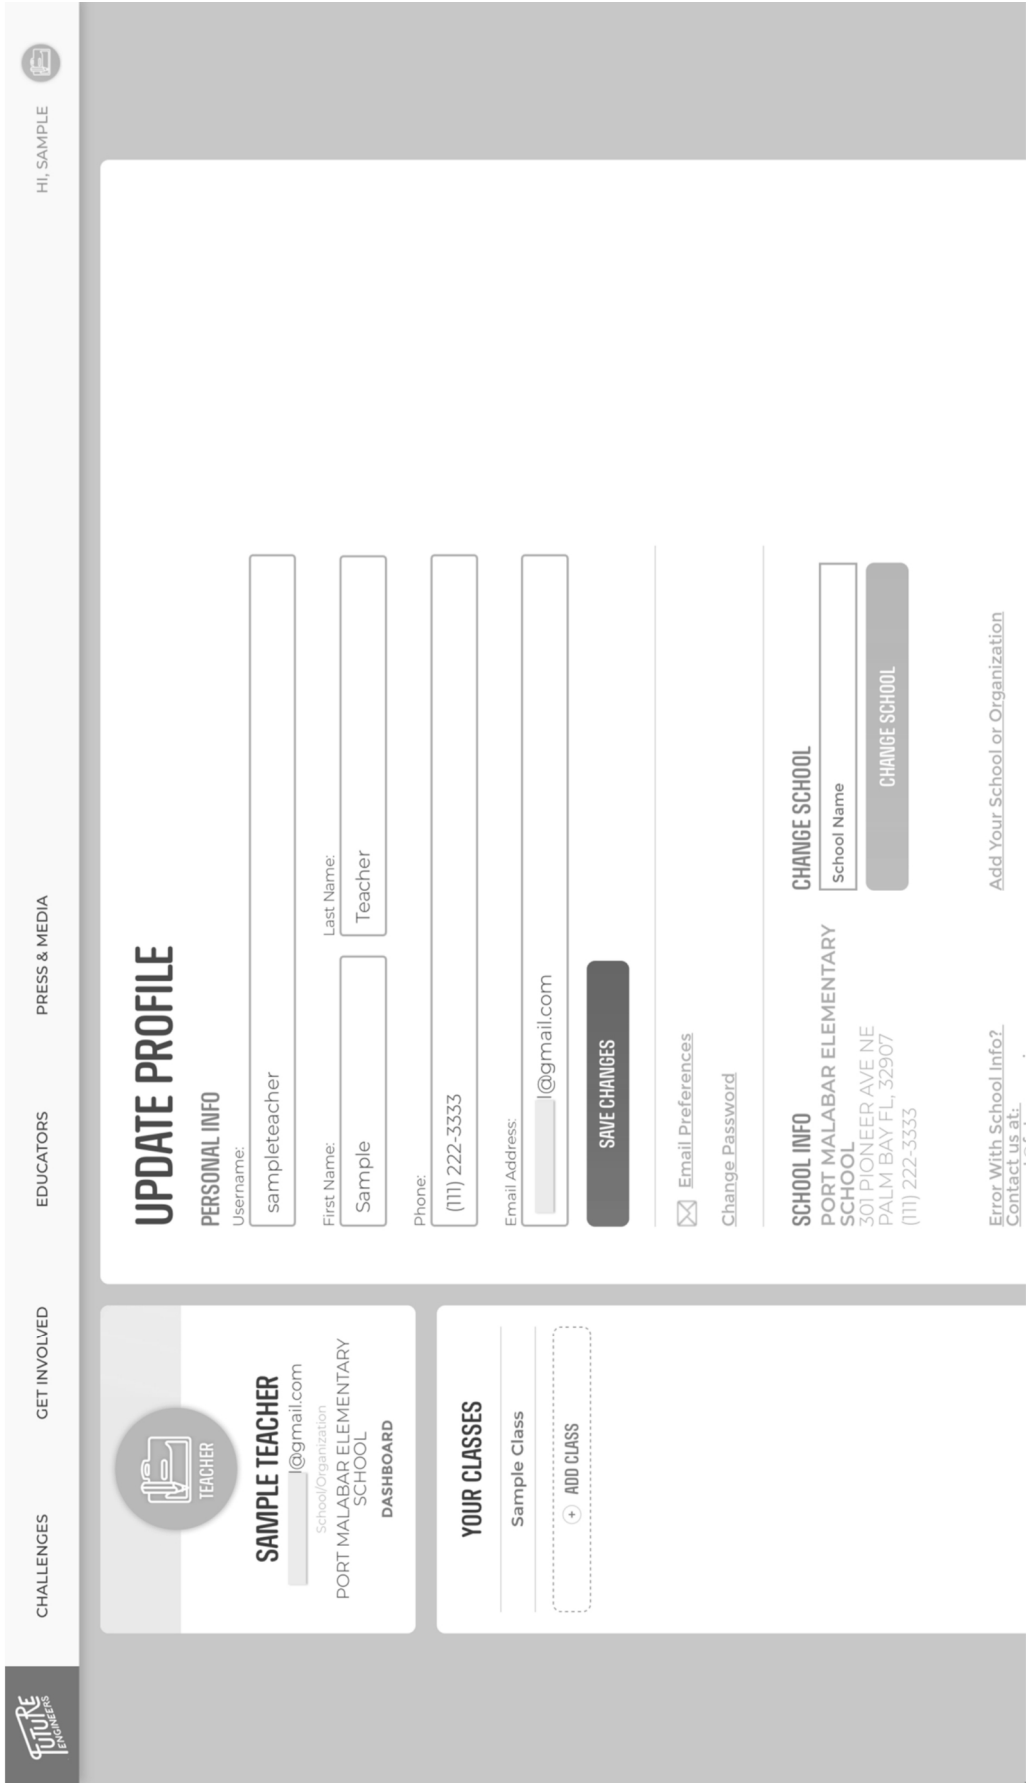 FUTURE
ENGINEERS
CHALLENGES
GET INVOLVED
EDUCATORS
PRESS & MEDIA
HI, SAMPLE
TEACHER
SAMPLE TEACHER
l@gmail.com
School/Organization
PORT MALABAR ELEMENTARY
SCHOOL
DASHBOARD
YOUR CLASSES
Sample Class
+ ADD CLASS
UPDATE PROFILE
PERSONAL INFO
Username:
sampleteacher
First Name:
Sample
Last Name:
Teacher
Phone:
(111) 222-3333
Email Address:
l@gmail.com
SAVE CHANGES
Email Preferences
Change Password
SCHOOL INFO
PORT MALABAR ELEMENTARY
SCHOOL
301 PIONEER AVE NE
PALM BAY FL, 32907
(111) 222-3333
CHANGE SCHOOL
School Name
CHANGE SCHOOL
Error With School Info?
Contact us at:
Add Your School or Organization